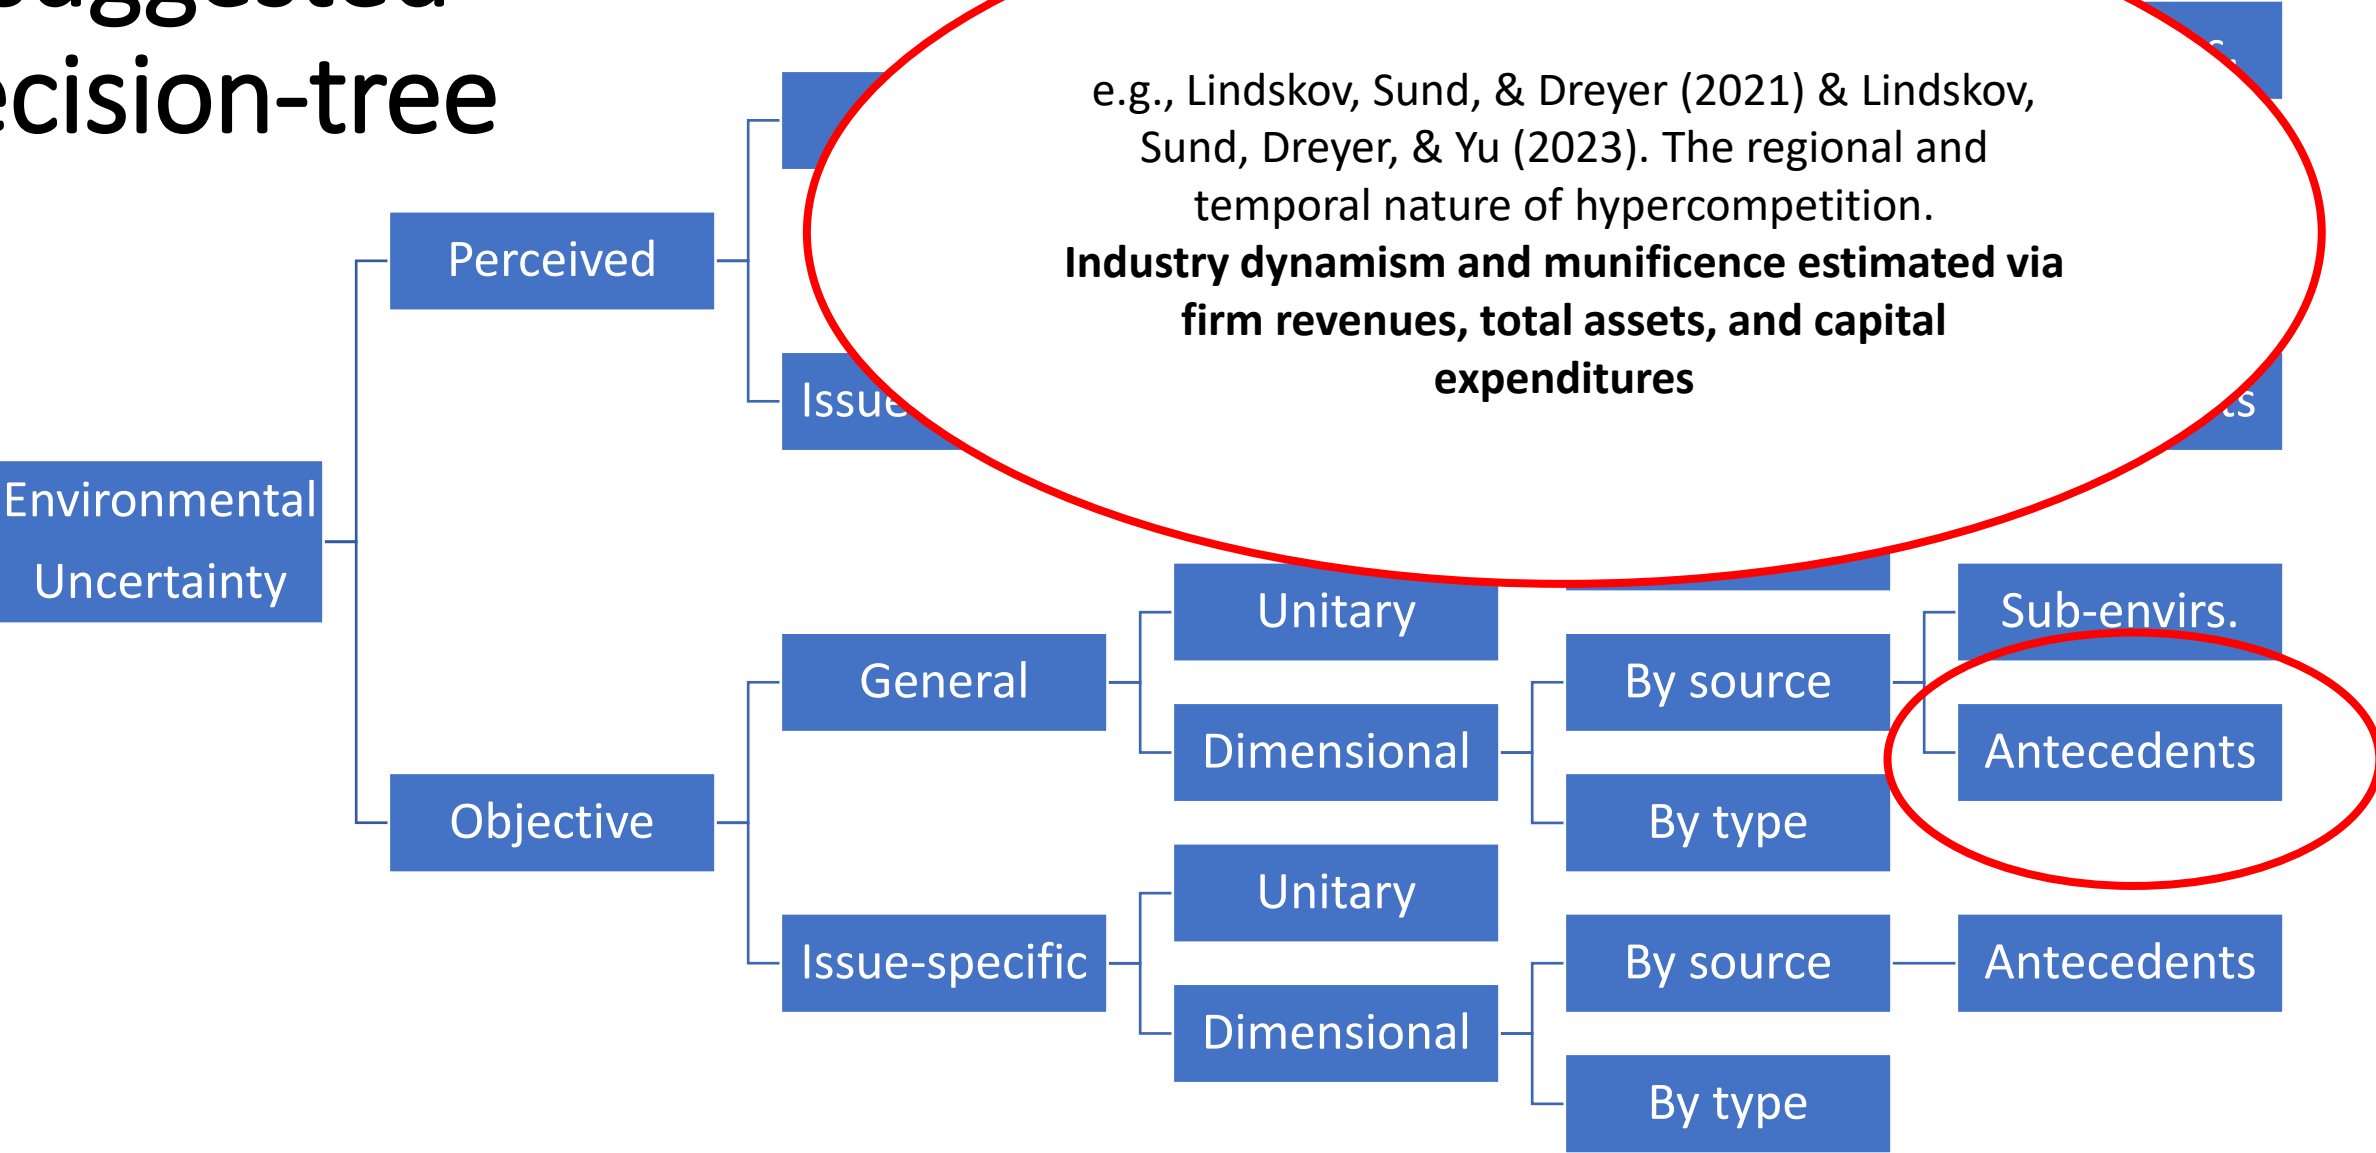 ecision-tree
e.g., Lindskov, Sund, & Dreyer (2021) & Lindskov,
Sund, Dreyer, & Yu (2023). The regional and
temporal nature of hypercompetition.
Industry dynamism and munificence estimated via
firm revenues, total assets, and capital
expenditures
Perceived
Issue
Environmental
Uncertainty
Objective
General
Unitary
Dimensional
By source
Sub-envirs.
Antecedents
By type
Issue-specific
Unitary
Dimensional
By source
Antecedents
By type